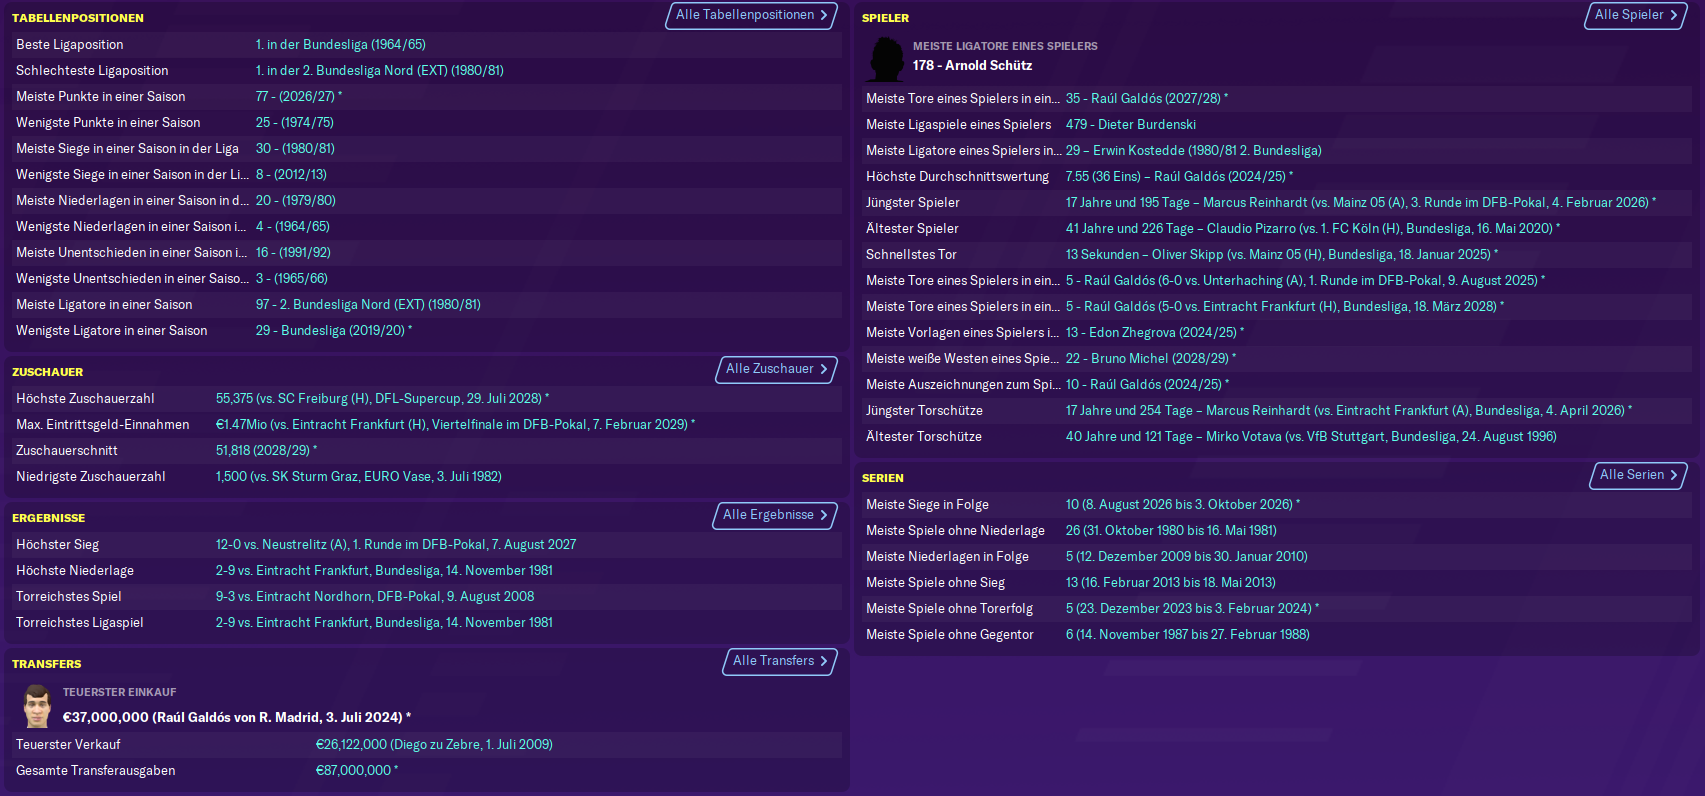 TABELLENPOSITIONEN
Alle Tabellenpositionen
Beste Ligaposition 1. in der Bundesliga (1964/65)
Schlechteste Ligaposition 1. in der 2. Bundesliga Nord (EXT) (1980/81)
Meiste Punkte in einer Saison 77 - (2026/27) *
Wenigste Punkte in einer Saison 25 - (1974/75)
Meiste Siege in einer Saison in der Liga 30 - (1980/81)
Wenigste Siege in einer Saison in der Li... 8 - (2012/13)
Meiste Niederlagen in einer Saison in d... 20 - (1979/80)
Wenigste Niederlagen in einer Saison i... 4 - (1964/65)
Meiste Unentschieden in einer Saison i... 16 - (1991/92)
Wenigste Unentschieden in einer Saiso... 3 - (1965/66)
Meiste Ligatore in einer Saison 97 - 2. Bundesliga Nord (EXT) (1980/81)
Wenigste Ligatore in einer Saison 29 - Bundesliga (2019/20) *
ZUSCHAUER
Alle Zuschauer
Höchste Zuschauerzahl 55,375 (vs. SC Freiburg (H), DFL-Supercup, 29. Juli 2028) *
Max. Eintrittsgeld-Einnahmen €1.47Mio (vs. Eintracht Frankfurt (H), Viertelfinale im DFB-Pokal, 7. Februar 2029) *
Zuschauerschnitt 51,818 (2028/29) *
Niedrigste Zuschauerzahl 1,500 (vs. SK Sturm Graz, EURO Vase, 3. Juli 1982)
ERGEBNISSE
Alle Ergebnisse
Höchster Sieg 12-0 vs. Neustrelitz (A), 1. Runde im DFB-Pokal, 7. August 2027
Höchste Niederlage 2-9 vs. Eintracht Frankfurt, Bundesliga, 14. November 1981
Torreichstes Spiel 9-3 vs. Eintracht Nordhorn, DFB-Pokal, 9. August 2008
Torreichstes Ligaspiel 2-9 vs. Eintracht Frankfurt, Bundesliga, 14. November 1981
TRANSFERS
Alle Transfers
TEUERSTER EINKAUF
€37,000,000 (Raúl Galdós von R. Madrid, 3. Juli 2024) *
Teuerster Verkauf €26,122,000 (Diego zu Zebre, 1. Juli 2009)
Gesamte Transferausgaben €87,000,000 *
SPIELER
Alle Spieler
MEISTE LIGATORE EINES SPIELERS
178 - Arnold Schütz
Meiste Tore eines Spielers in ein... 35 - Raúl Galdós (2027/28) *
Meiste Ligaspiele eines Spielers 479 - Dieter Burdenski
Meiste Ligatore eines Spielers in... 29 – Erwin Kostedde (1980/81 2. Bundesliga)
Höchste Durchschnittswertung 7.55 (36 Eins) – Raúl Galdós (2024/25) *
Jüngster Spieler 17 Jahre und 195 Tage – Marcus Reinhardt (vs. Mainz 05 (A), 3. Runde im DFB-Pokal, 4. Februar 2026) *
Ältester Spieler 41 Jahre und 226 Tage – Claudio Pizarro (vs. 1. FC Köln (H), Bundesliga, 16. Mai 2020) *
Schnellstes Tor 13 Sekunden – Oliver Skipp (vs. Mainz 05 (H), Bundesliga, 18. Januar 2025) *
Meiste Tore eines Spielers in ein... 5 - Raúl Galdós (6-0 vs. Unterhaching (A), 1. Runde im DFB-Pokal, 9. August 2025) *
Meiste Tore eines Spielers in ein... 5 - Raúl Galdós (5-0 vs. Eintracht Frankfurt (H), Bundesliga, 18. März 2028) *
Meiste Vorlagen eines Spielers i... 13 - Edon Zhegrova (2024/25) *
Meiste weiße Westen eines Spie... 22 - Bruno Michel (2028/29) *
Meiste Auszeichnungen zum Spi... 10 - Raúl Galdós (2024/25) *
Jüngster Torschütze 17 Jahre und 254 Tage – Marcus Reinhardt (vs. Eintracht Frankfurt (A), Bundesliga, 4. April 2026) *
Ältester Torschütze 40 Jahre und 121 Tage – Mirko Votava (vs. VfB Stuttgart, Bundesliga, 24. August 1996)
SERIEN
Alle Serien
Meiste Siege in Folge 10 (8. August 2026 bis 3. Oktober 2026) *
Meiste Spiele ohne Niederlage 26 (31. Oktober 1980 bis 16. Mai 1981)
Meiste Niederlagen in Folge 5 (12. Dezember 2009 bis 30. Januar 2010)
Meiste Spiele ohne Sieg 13 (16. Februar 2013 bis 18. Mai 2013)
Meiste Spiele ohne Torerfolg 5 (23. Dezember 2023 bis 3. Februar 2024) *
Meiste Spiele ohne Gegentor 6 (14. November 1987 bis 27. Februar 1988)